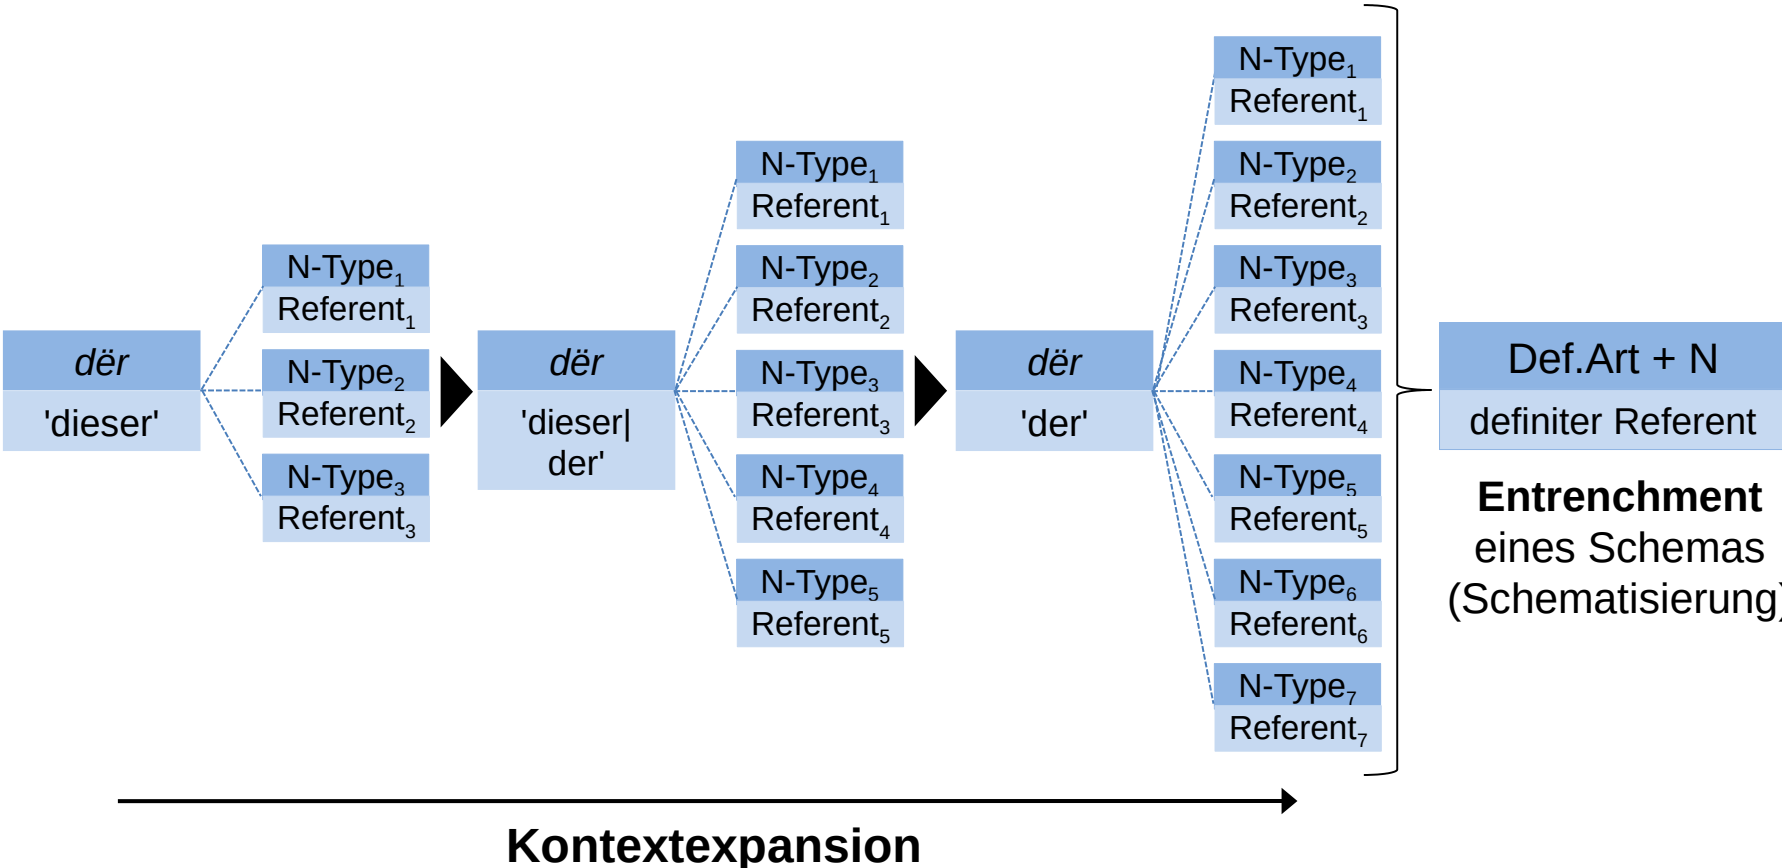 dër
'dieser'
N-Type₁
Referent₁
N-Type₂
Referent₂
N-Type₃
Referent₃
dër
'dieser|
der'
N-Type₁
Referent₁
N-Type₂
Referent₂
N-Type₃
Referent₃
N-Type₄
Referent₄
N-Type₅
Referent₅
dër
'der'
N-Type₁
Referent₁
N-Type₂
Referent₂
N-Type₃
Referent₃
N-Type₄
Referent₄
N-Type₅
Referent₅
N-Type₆
Referent₆
N-Type₇
Referent₇
Def.Art + N
definiter Referent
Entrenchment
eines Schemas
(Schematisierung)
Kontextexpansion